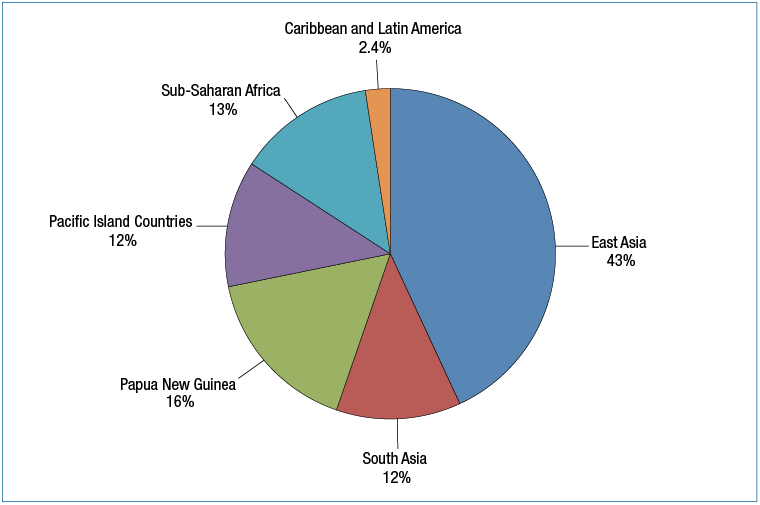 Caribbean and Latin America
2.4%
Sub-Saharan Africa
13%
Pacific Island Countries
12%
East Asia
43%
Papua New Guinea
16%
South Asia
12%